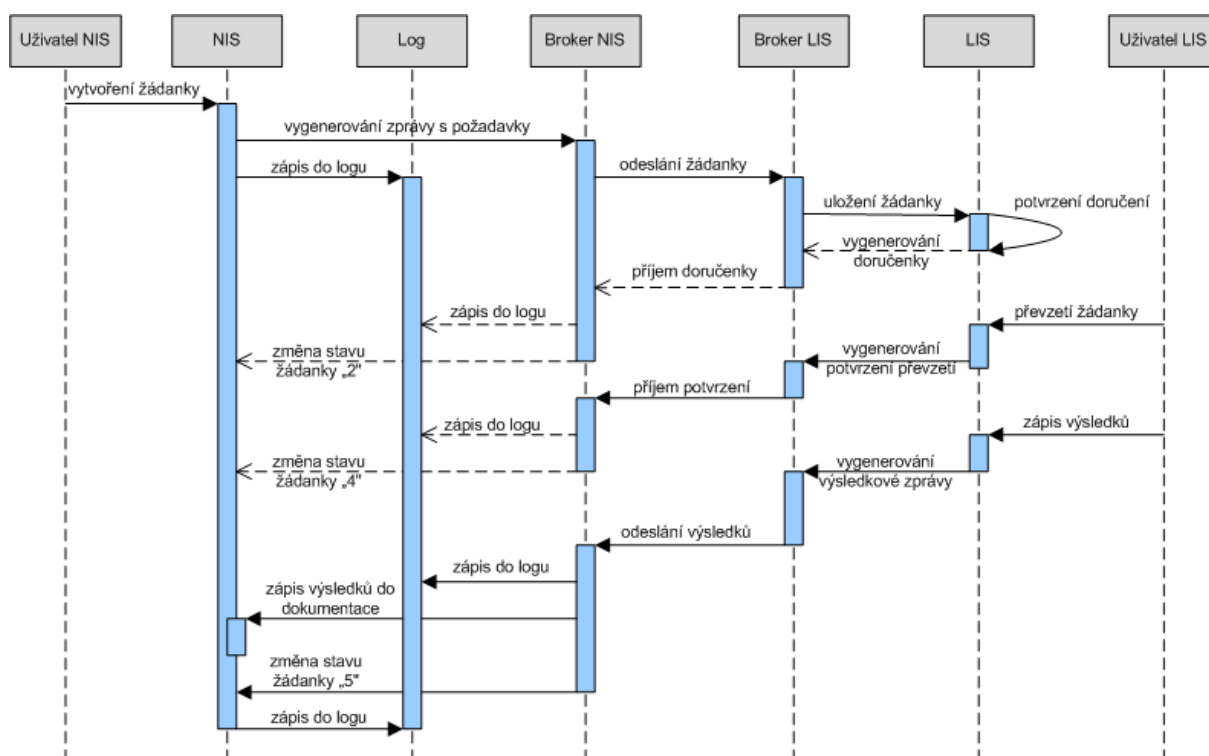 Uživatel NIS
NIS
Log
Broker NIS
Broker LIS
LIS
Uživatel LIS
vytvoření žádanky
vygenerování zprávy s požadavky
zápis do logu
odeslání žádanky
uložení žádanky
potvrzení doručení
vygenerování
doručenky
příjem doručenky
zápis do logu
převzetí žádanky
změna stavu
žádanky „2"
vygenerování
potvrzení převzetí
příjem potvrzení
zápis do logu
zápis výsledků
změna stavu
žádanky „4"
vygenerování
výsledkové zprávy
odeslání výsledků
zápis do logu
zápis výsledků do
dokumentace
změna stavu
žádanky „5"
zápis do logu